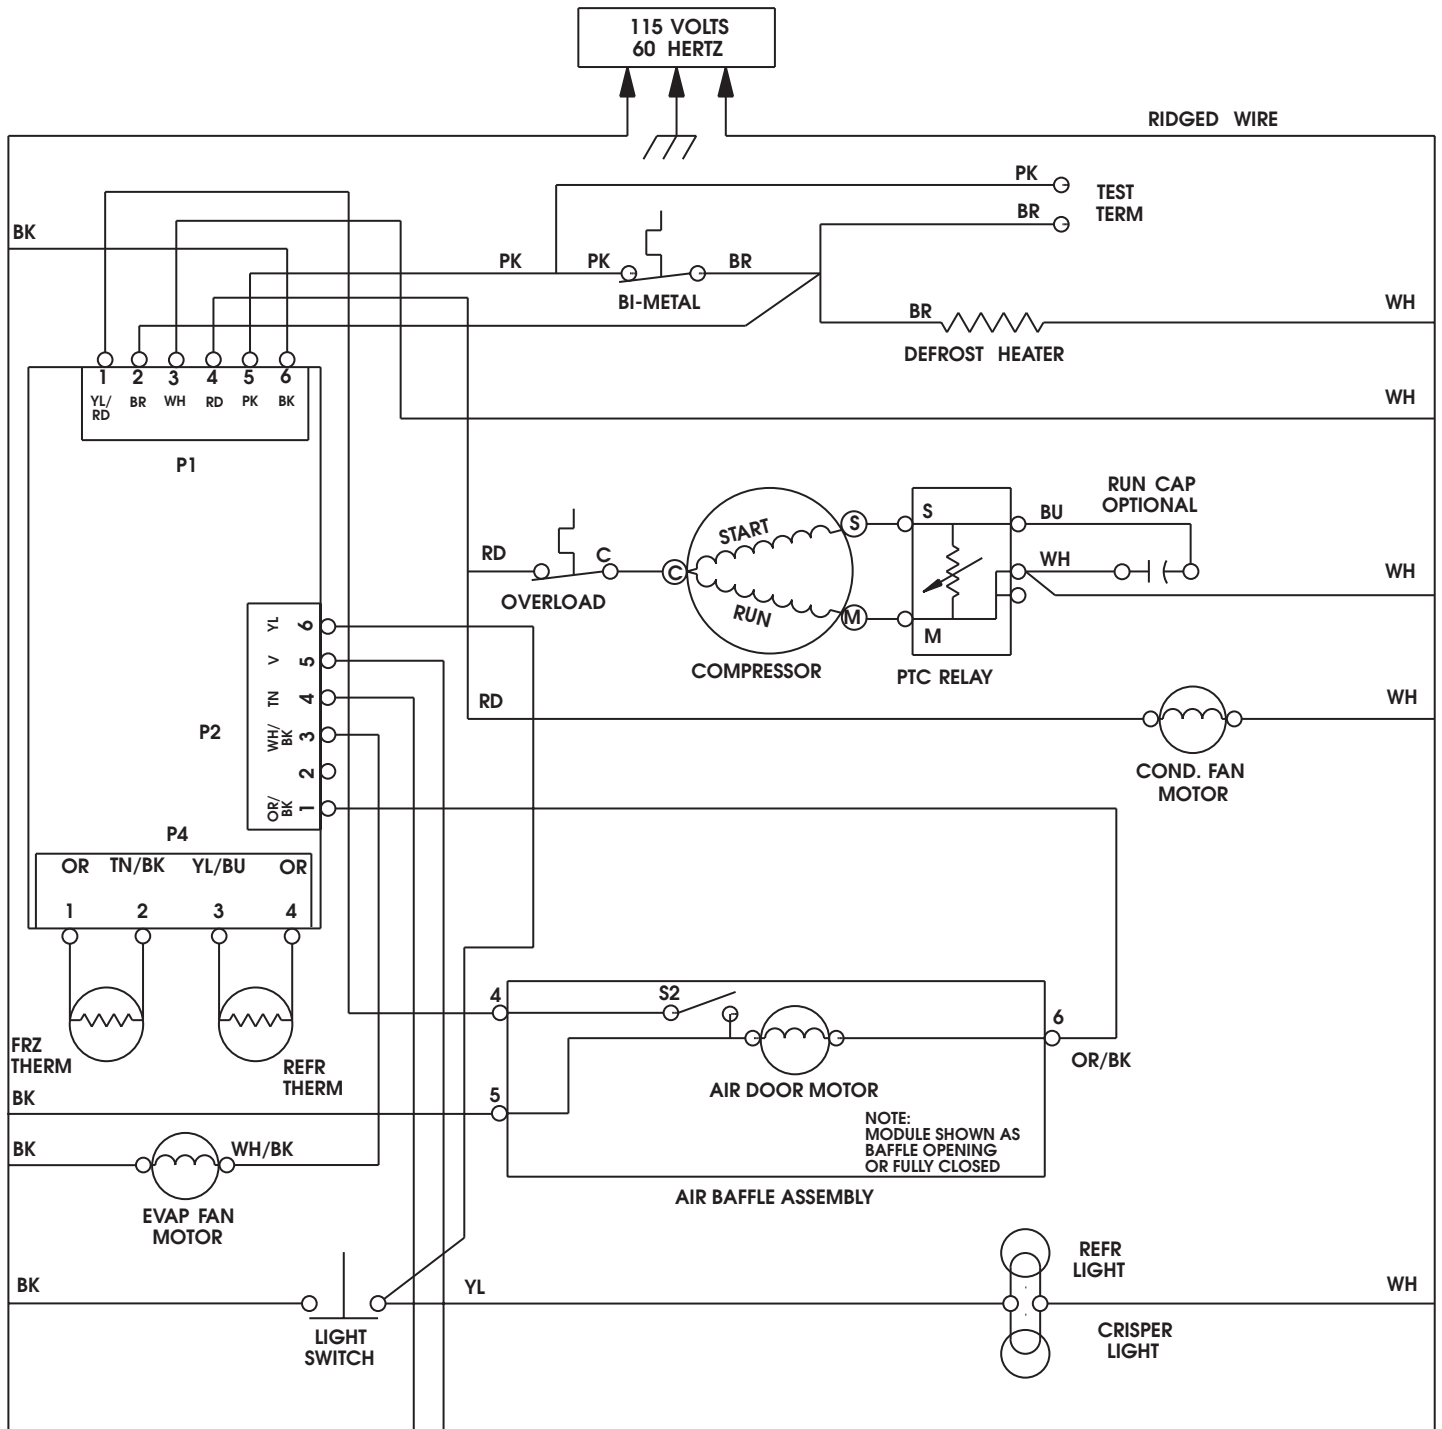 115 VOLTS
60 HERTZ
RIDGED WIRE
PK
TEST
TERM
BR
BK
PK
PK
BR
BI-METAL
BR
WH
DEFROST HEATER
1 2 3 4 5 6
YL/
RD
BR
WH
RD
PK
BK
WH
P1
RUN CAP
OPTIONAL
START
S
S
BU
RD
C
C
WH
WH
OVERLOAD
RUN
M
M
COMPRESSOR
PTC RELAY
YL 6
V 5
TN 4
WH/
BK 3
2
OR/
BK 1
P2
RD
WH
COND. FAN
MOTOR
P4
OR TN/BK YL/BU OR
1 2 3 4
FRZ
THERM
REFR
THERM
4
S2
6
OR/BK
AIR DOOR MOTOR
5
BK
NOTE:
MODULE SHOWN AS
BAFFLE OPENING
OR FULLY CLOSED
AIR BAFFLE ASSEMBLY
BK
WH/BK
EVAP FAN
MOTOR
BK
LIGHT
SWITCH
YL
REFR
LIGHT
WH
CRISPER
LIGHT